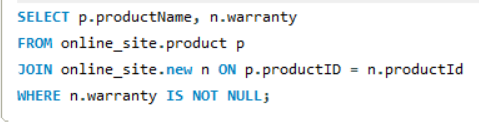 SELECT p.productName, n.warranty
FROM online_site.product p
JOIN online_site.new n ON p.productID = n.productId
WHERE n.warranty IS NOT NULL;